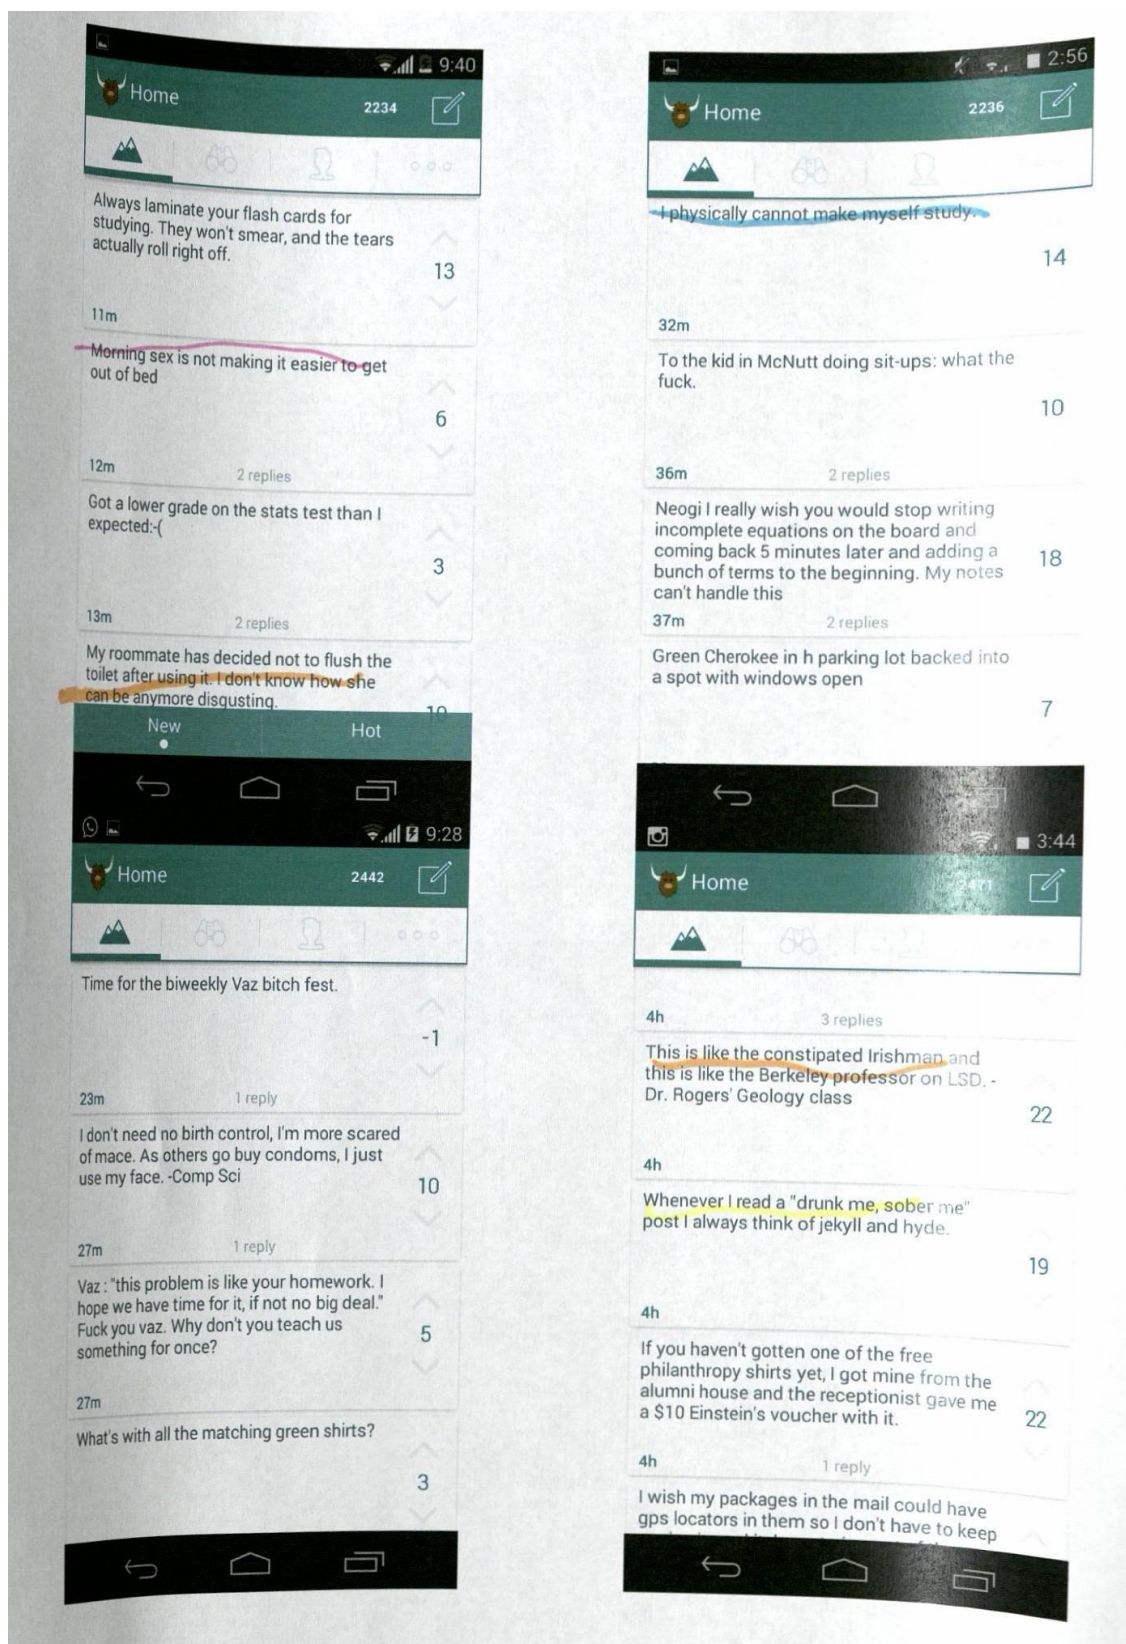 9:40
Home
2234
Always laminate your flash cards for
studying. They won't smear, and the tears
actually roll right off.
13
11m
Morning sex is not making it easier to get
out of bed
6
12m
2 replies
Got a lower grade on the stats test than I
expected:-(
3
13m
2 replies
My roommate has decided not to flush the
toilet after using it. I don't know how she
can be anymore disgusting.
10
New
Hot
9:28
Home
2442
Time for the biweekly Vaz bitch fest.
-1
23m
1 reply
I don't need no birth control, I'm more scared
of mace. As others go buy condoms, I just
use my face. -Comp Sci
10
27m
1 reply
Vaz : "this problem is like your homework. I
hope we have time for it, if not no big deal."
Fuck you vaz. Why don't you teach us
something for once?
5
27m
What's with all the matching green shirts?
3
2:56
Home
2236
I physically cannot make myself study.
14
32m
To the kid in McNutt doing sit-ups: what the
fuck.
10
36m
2 replies
Neogi I really wish you would stop writing
incomplete equations on the board and
coming back 5 minutes later and adding a
bunch of terms to the beginning. My notes
can't handle this
18
37m
2 replies
Green Cherokee in h parking lot backed into
a spot with windows open
7
3:44
Home
2471
4h
3 replies
This is like the constipated Irishman and
this is like the Berkeley professor on LSD. -
Dr. Rogers' Geology class
22
4h
Whenever I read a "drunk me, sober me"
post I always think of jekyll and hyde.
19
4h
If you haven't gotten one of the free
philanthropy shirts yet, I got mine from the
alumni house and the receptionist gave me
a $10 Einstein's voucher with it.
22
4h
1 reply
I wish my packages in the mail could have
gps locators in them so I don't have to keep